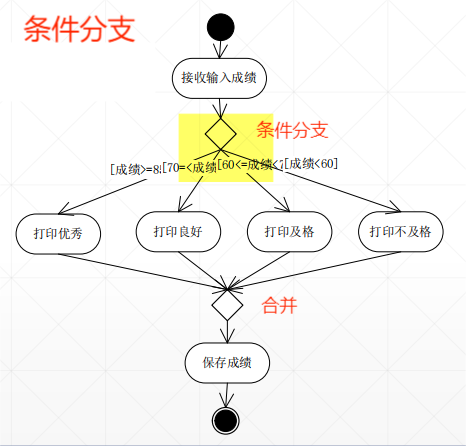 条件分支
接收输入成绩
条件分支
[成绩>=8
[70=<成绩
[60<=成绩<7
[成绩<60]
打印优秀
打印良好
打印及格
打印不及格
合并
保存成绩